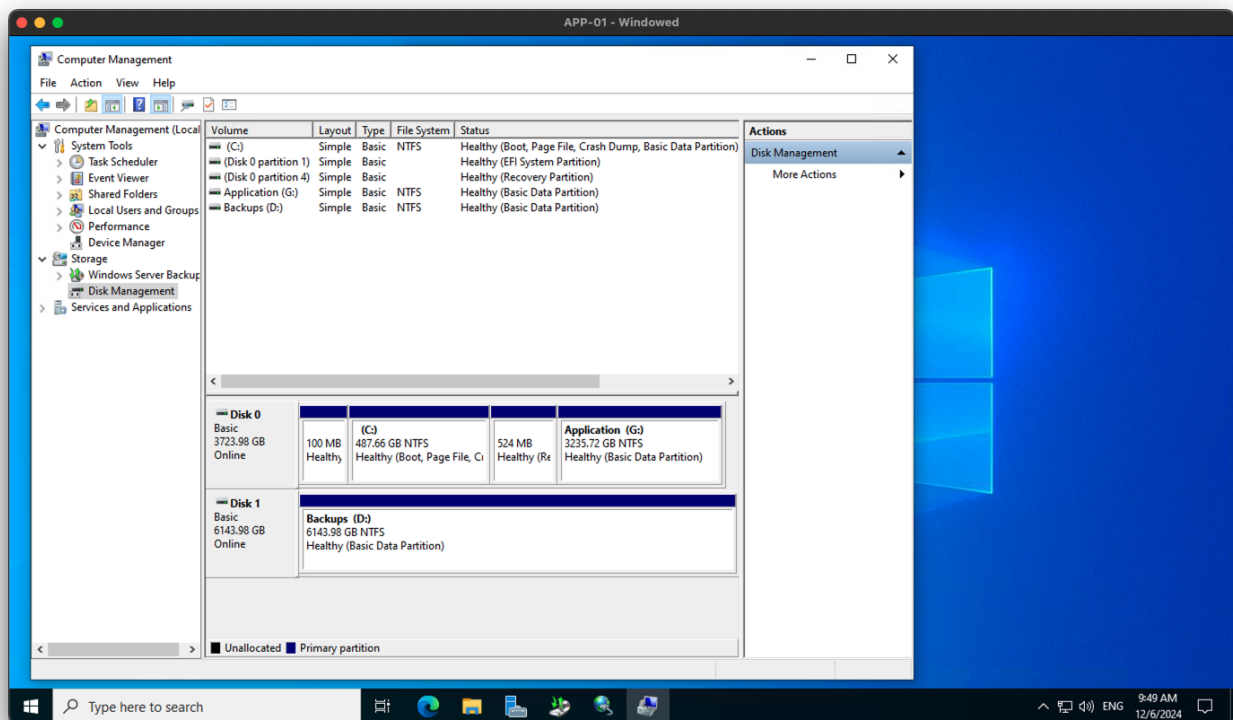 APP-01 - Windowed
Computer Management
File Action View Help
Computer Management (Local
System Tools
Task Scheduler
Event Viewer
Shared Folders
Local Users and Groups
Performance
Device Manager
Storage
Windows Server Backup
Disk Management
Services and Applications
Volume Layout Type File System Status
(C:) Simple Basic NTFS Healthy (Boot, Page File, Crash Dump, Basic Data Partition)
(Disk 0 partition 1) Simple Basic Healthy (EFI System Partition)
(Disk 0 partition 4) Simple Basic Healthy (Recovery Partition)
Application (G:) Simple Basic NTFS Healthy (Basic Data Partition)
Backups (D:) Simple Basic NTFS Healthy (Basic Data Partition)
Disk 0
Basic
3723.98 GB
Online
100 MB
Healthy
(C:)
487.66 GB NTFS
Healthy (Boot, Page File, Cr
524 MB
Healthy (Re
Application (G:)
3235.72 GB NTFS
Healthy (Basic Data Partition)
Disk 1
Basic
6143.98 GB
Online
Backups (D:)
6143.98 GB NTFS
Healthy (Basic Data Partition)
Unallocated Primary partition
Actions
Disk Management
More Actions
Type here to search
ENG
9:49 AM
12/6/2024